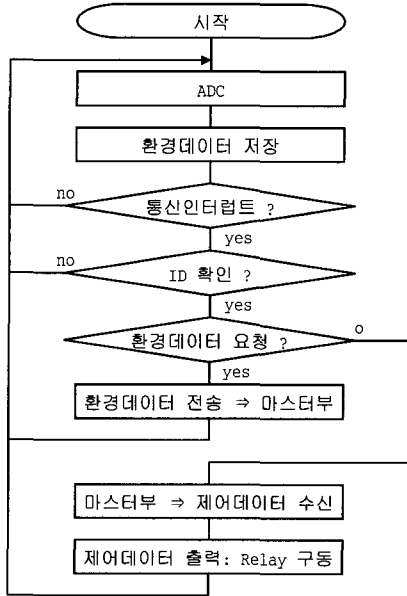 시작
ADC
환경데이터 저장
no
통신인터럽트 ?
yes
no
ID 확인 ?
yes
환경데이터 요청 ?
o
yes
환경데이터 전송 ⇒ 마스터부
마스터부 ⇒ 제어데이터 수신
제어데이터 출력: Relay 구동